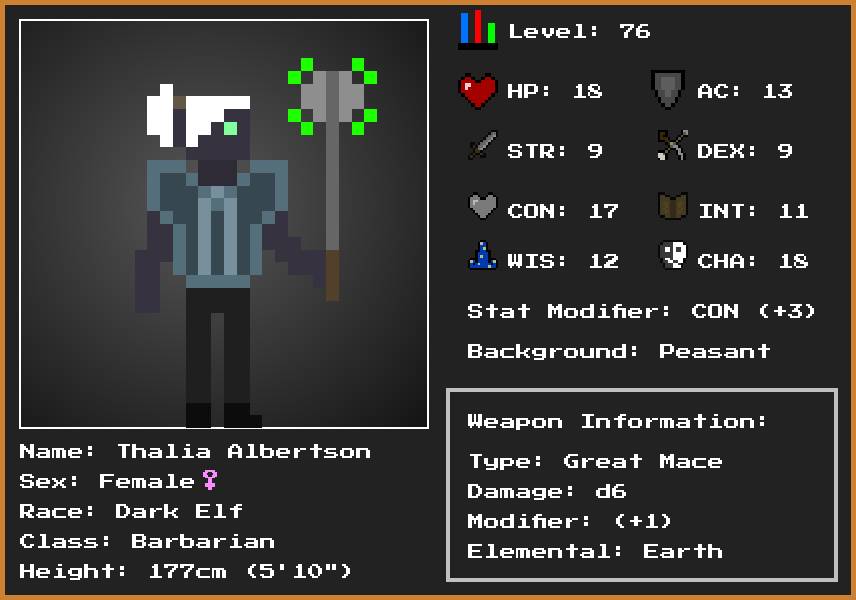 Level: 76
HP: 18
AC: 13
STR: 9
DEX: 9
CON: 17
INT: 11
WIS: 12
CHA: 18
Stat Modifier: CON (+3)
Background: Peasant
Weapon Information:
Type: Great Mace
Damage: d6
Modifier: (+1)
Elemental: Earth
Name: Thalia Albertson
Sex: Female♀
Race: Dark Elf
Class: Barbarian
Height: 177cm (5'10")